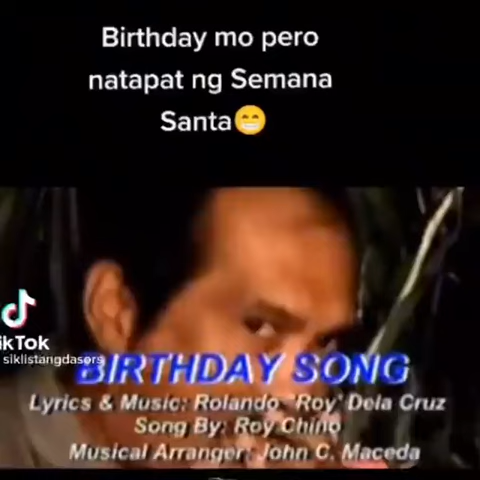 Birthday mo pero
natapat ng Semana
Santa😁
ikTok
siklistangdasers
BIRTHDAY SONG
Lyrics & Music: Rolando "Roy" Dela Cruz
Song By: Roy Chino
Musical Arranger: John C. Maceda